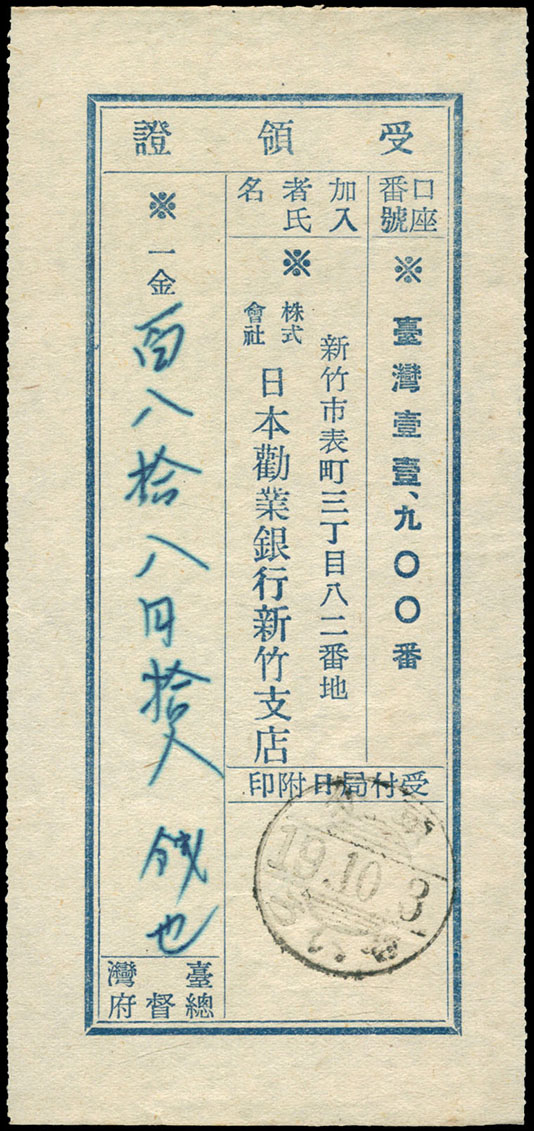 受領證
口座番號
※臺灣壹壹、九〇〇番
加入者氏名
新竹市表町三丁目八二番地
※株式會社日本勸業銀行新竹支店
受付局日附印
19.10.3
※一金百八拾八円拾八錢也
臺灣總督府